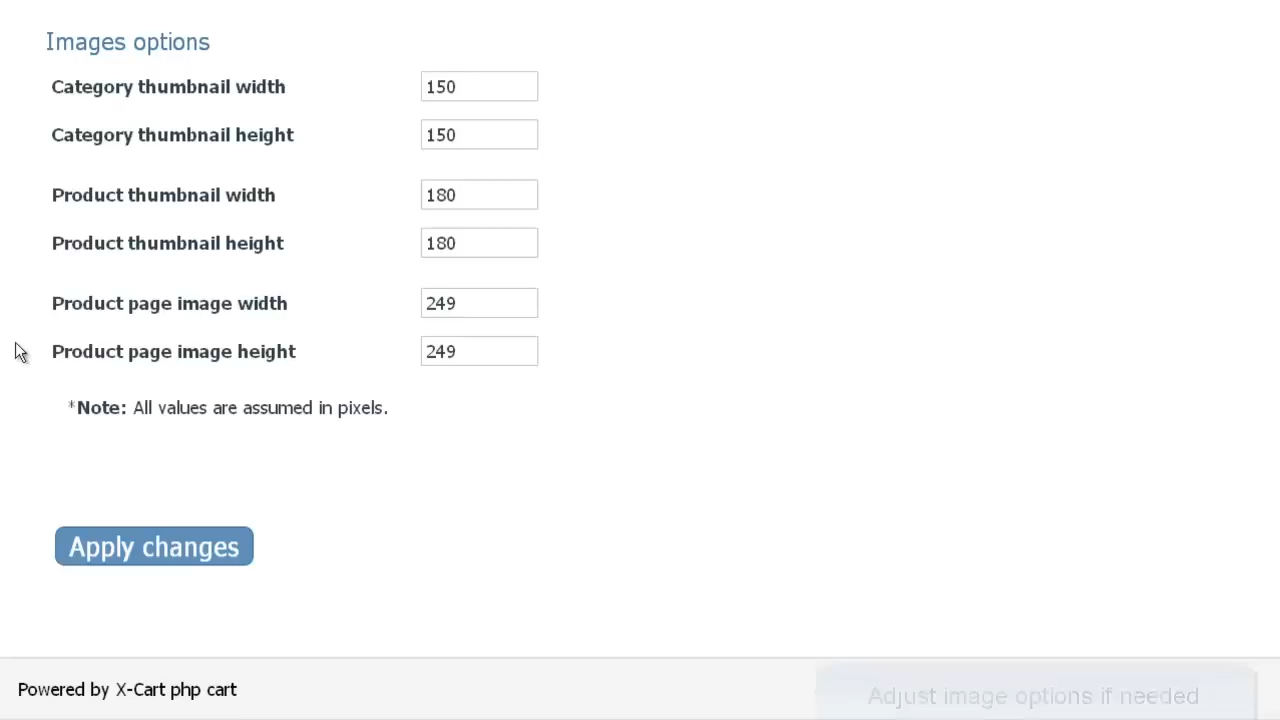 Images options
Category thumbnail width 150
Category thumbnail height 150
Product thumbnail width 180
Product thumbnail height 180
Product page image width 249
Product page image height 249
*Note: All values are assumed in pixels.
Apply changes
Powered by X-Cart php cart
Adjust image options if needed